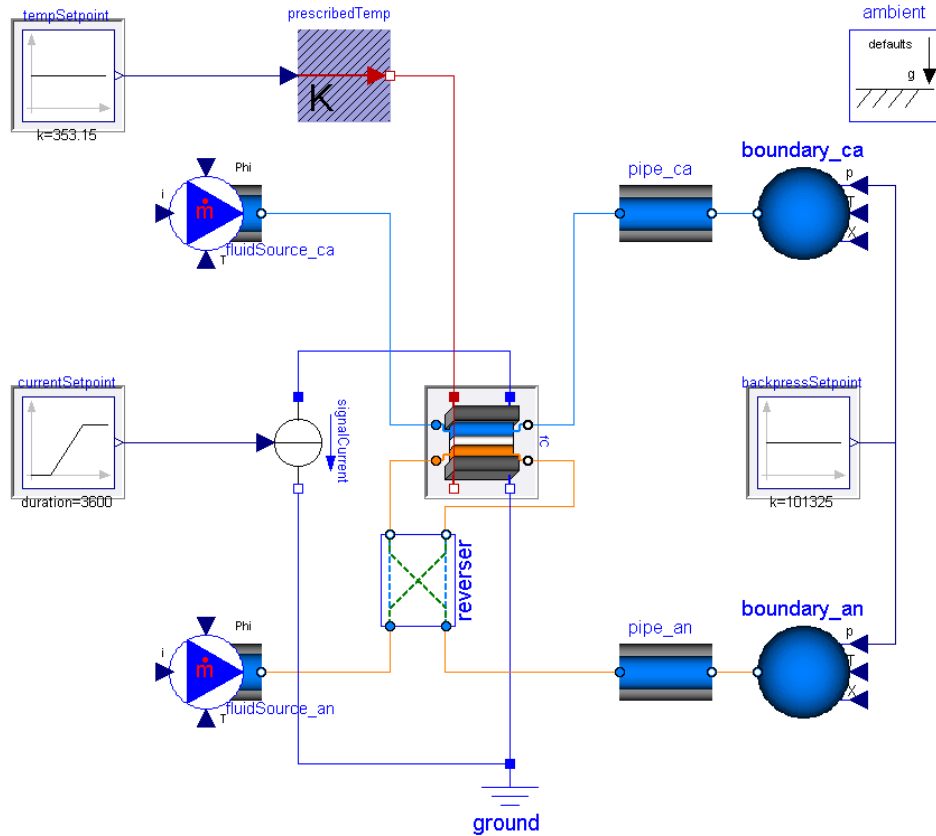 tempSetpoint
k=353.15
prescribedTemp
K
ambient
defaults
g
Phi
i
ṁ
T
fluidSource_ca
pipe_ca
boundary_ca
p
T
X
currentSetpoint
duration=3600
signalCurrent
fC
backpressSetpoint
k=101325
reverser
Phi
i
ṁ
T
fluidSource_an
pipe_an
boundary_an
p
T
X
ground